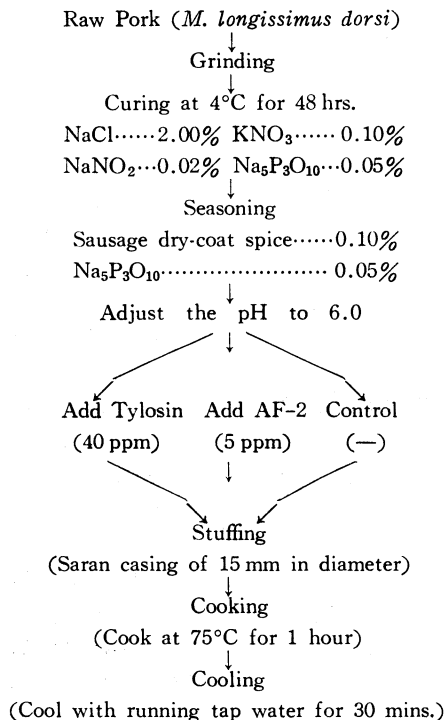 Raw Pork (M. longissimus dorsi)
Grinding
Curing at 4°C for 48 hrs.
NaCl······2.00% KNO₃······ 0.10%
NaNO₂···0.02% Na₅P₃O₁₀···0.05%
Seasoning
Sausage dry-coat spice······0.10%
Na₅P₃O₁₀························ 0.05%
Adjust the pH to 6.0
Add Tylosin Add AF-2 Control
(40 ppm) (5 ppm) (—)
Stuffing
(Saran casing of 15 mm in diameter)
Cooking
(Cook at 75°C for 1 hour)
Cooling
(Cool with running tap water for 30 mins.)